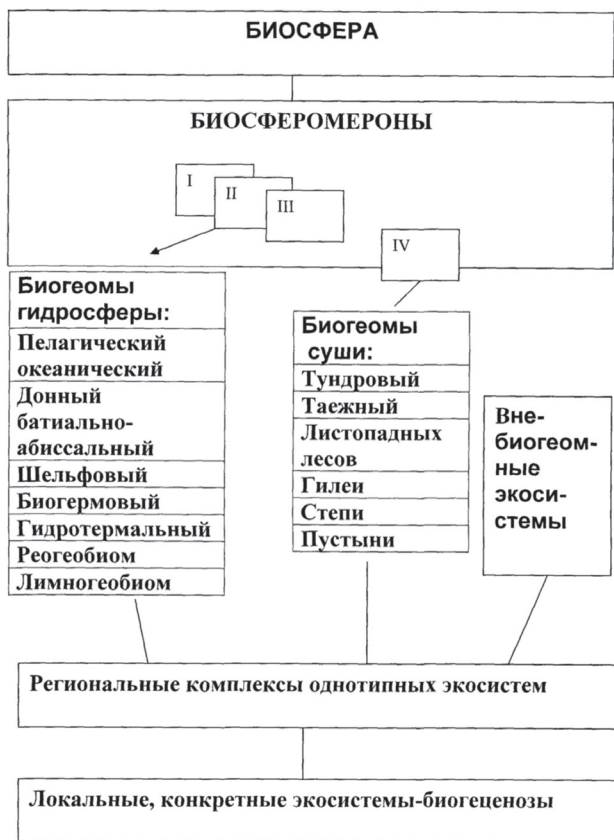 БИОСФЕРА
БИОСФЕРОМЕРОНЫ
I
II
III
IV
Биогеомы
гидросферы:
Пелагический
океанический
Донный
батиально-
абиссальный
Шельфовый
Биогермовый
Гидротермальный
Реогеобиом
Лимногеобиом
Биогеомы
суши:
Тундровый
Таежный
Листопадных
лесов
Гилеи
Степи
Пустыни
Вне-
биогеом-
ные
экоси-
стемы
Региональные комплексы однотипных экосистем
Локальные, конкретные экосистемы-биогеценозы